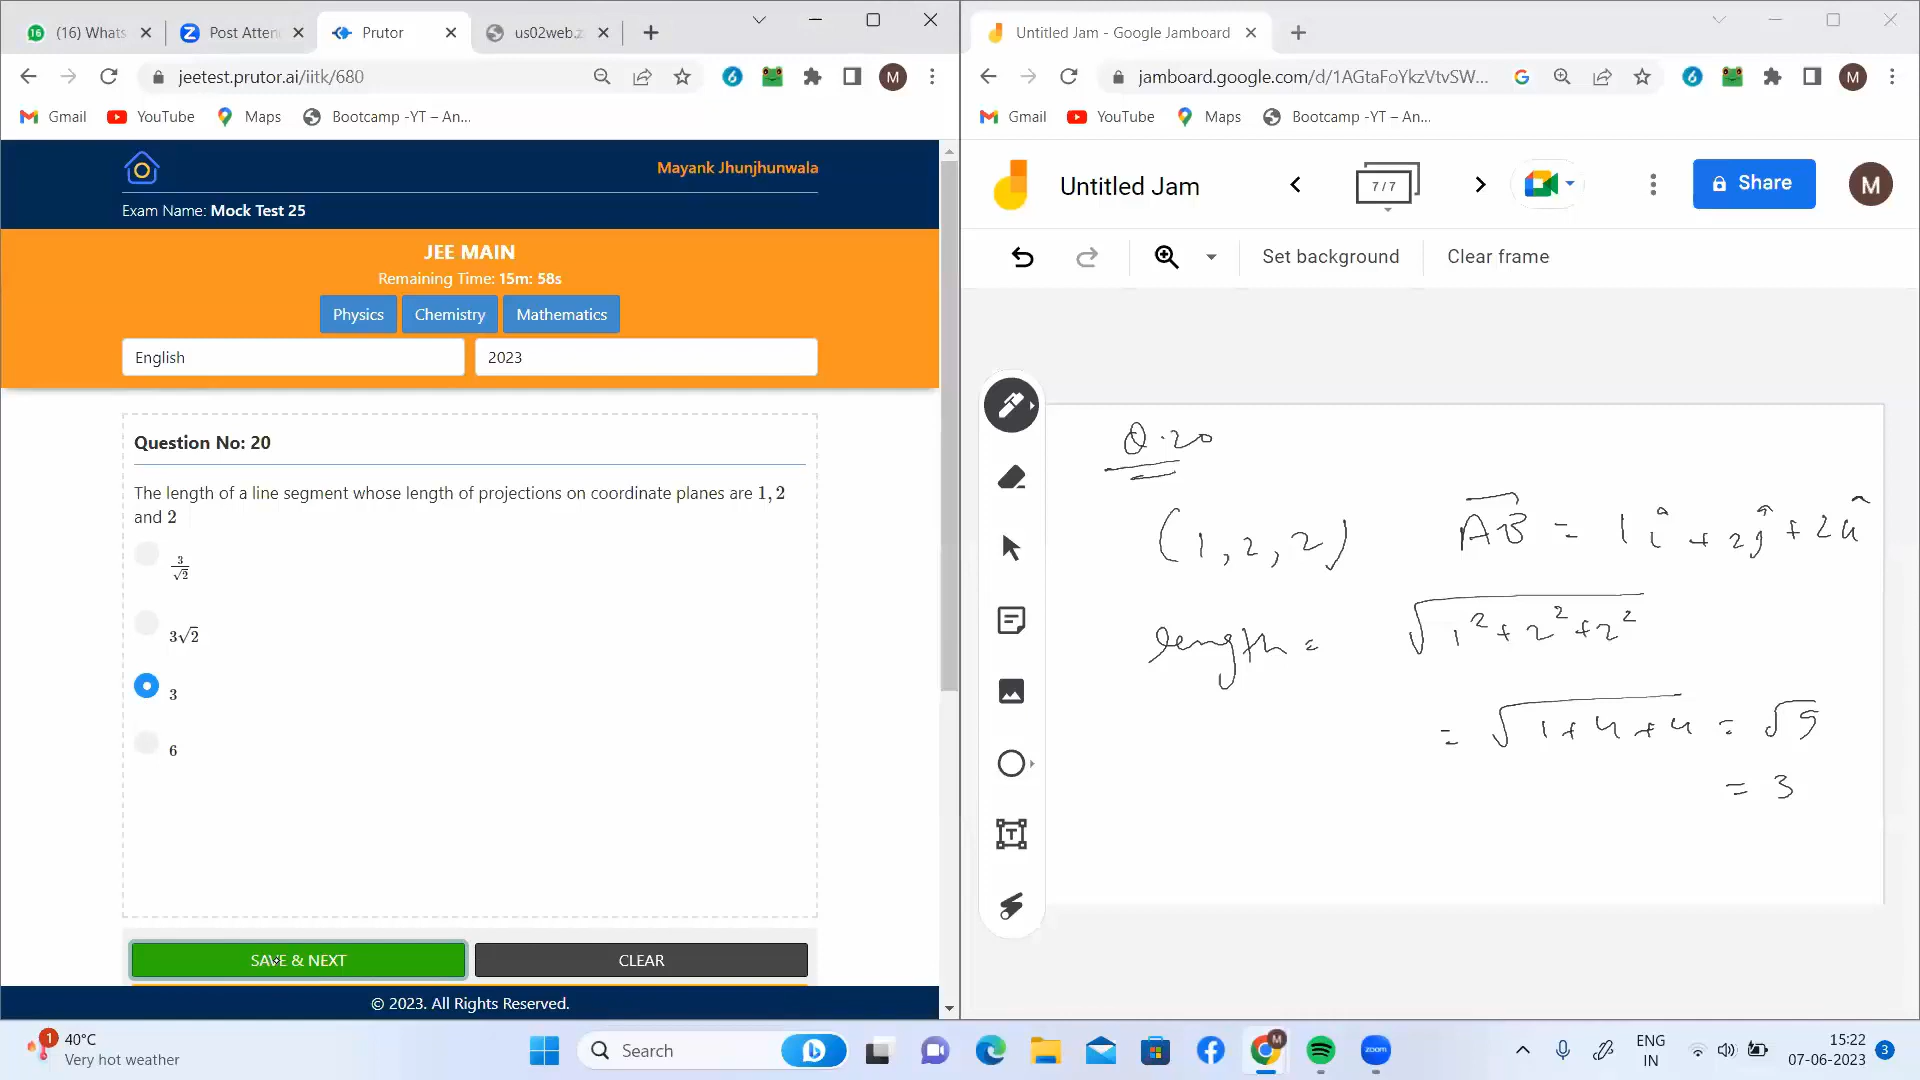 (16) Whats
Post Atten
Prutor
us02web.z
jeetest.prutor.ai/iitk/680
M
Gmail
YouTube
Maps
Bootcamp -YT – An...
Mayank Jhunjhunwala
Exam Name: Mock Test 25
JEE MAIN
Remaining Time: 15m: 58s
Physics
Chemistry
Mathematics
English
2023
Question No: 20
The length of a line segment whose length of projections on coordinate planes are 1, 2
and 2
3/√2
3√2
3
6
SAVE & NEXT
CLEAR
© 2023. All Rights Reserved.
Untitled Jam - Google Jamboard
jamboard.google.com/d/1AGtaFoYkzVtvSW...
M
Gmail
YouTube
Maps
Bootcamp -YT – An...
Untitled Jam
7 / 7
Share
M
Set background
Clear frame
Q.20
(1, 2, 2)
AB = 1î + 2ĵ + 2k̂
length = √1² + 2² + 2²
= √1 + 4 + 4 = √9
= 3
1
40°C
Very hot weather
Search
zoom
ENG
IN
15:22
07-06-2023
3